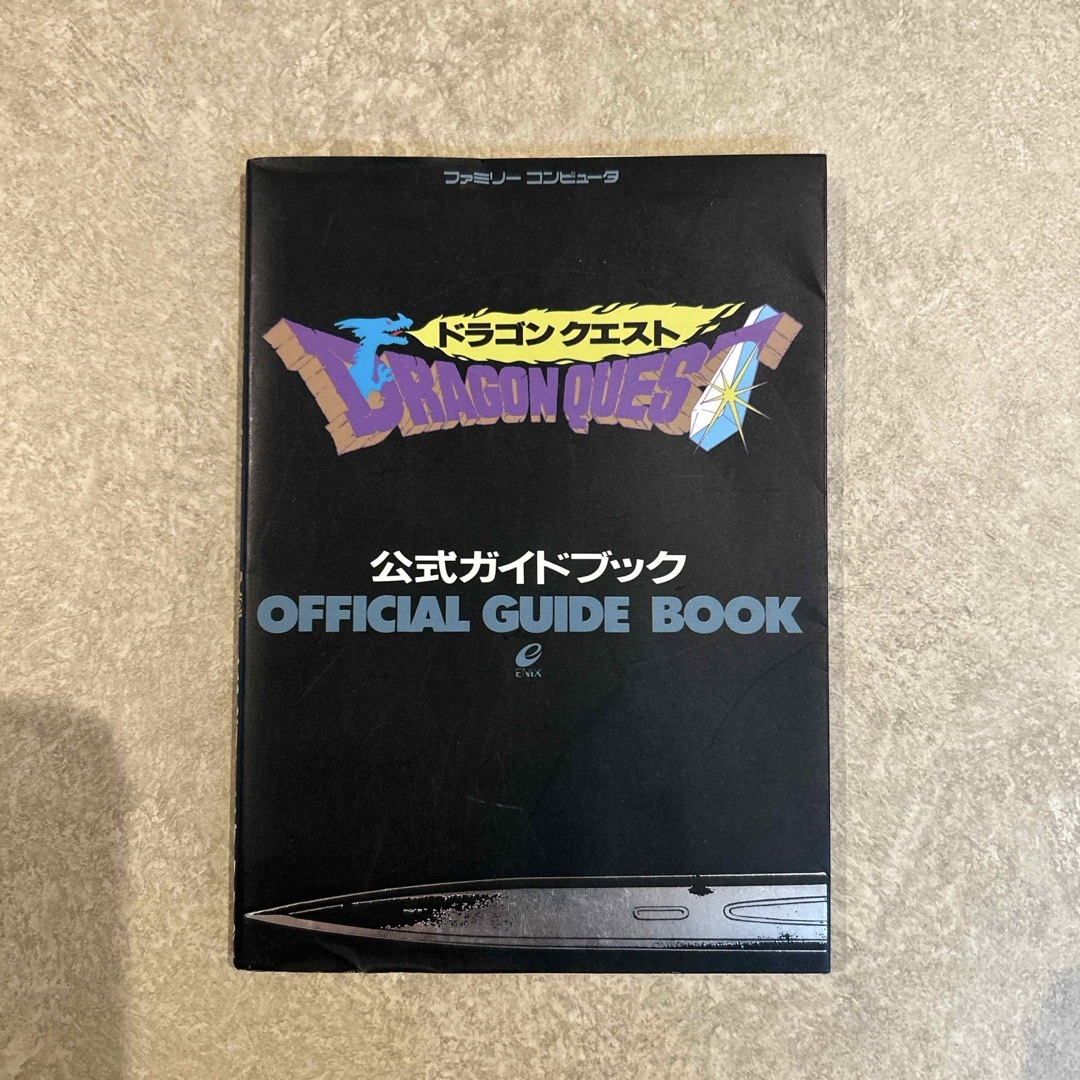 ファミリー コンピュータ
ドラゴン クエスト
DRAGON QUEST
公式ガイドブック
OFFICIAL GUIDE BOOK
e
ENIX